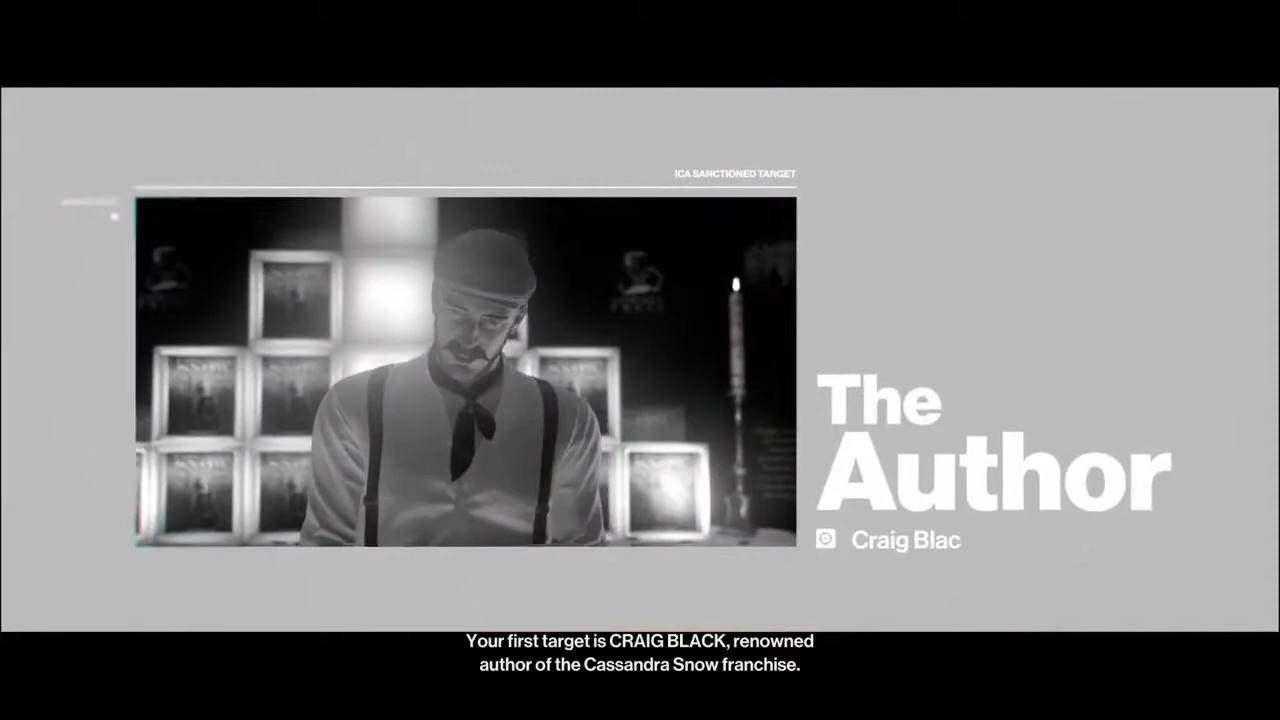 ICA SANCTIONED TARGET
The
Author
Craig Blac
Your first target is CRAIG BLACK, renowned
author of the Cassandra Snow franchise.